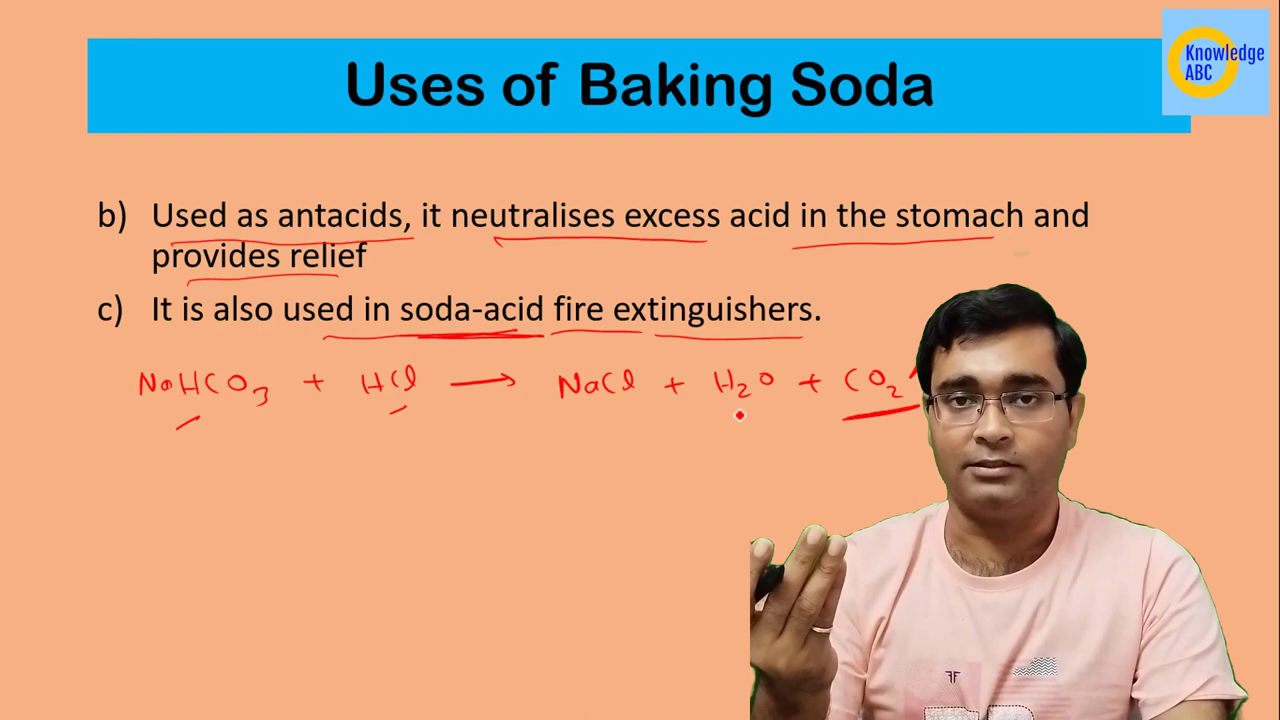 Knowledge
ABC
Uses of Baking Soda
b) Used as antacids, it neutralises excess acid in the stomach and
provides relief
c) It is also used in soda-acid fire extinguishers.
NaHCO3 + HCl → NaCl + H2O + CO2